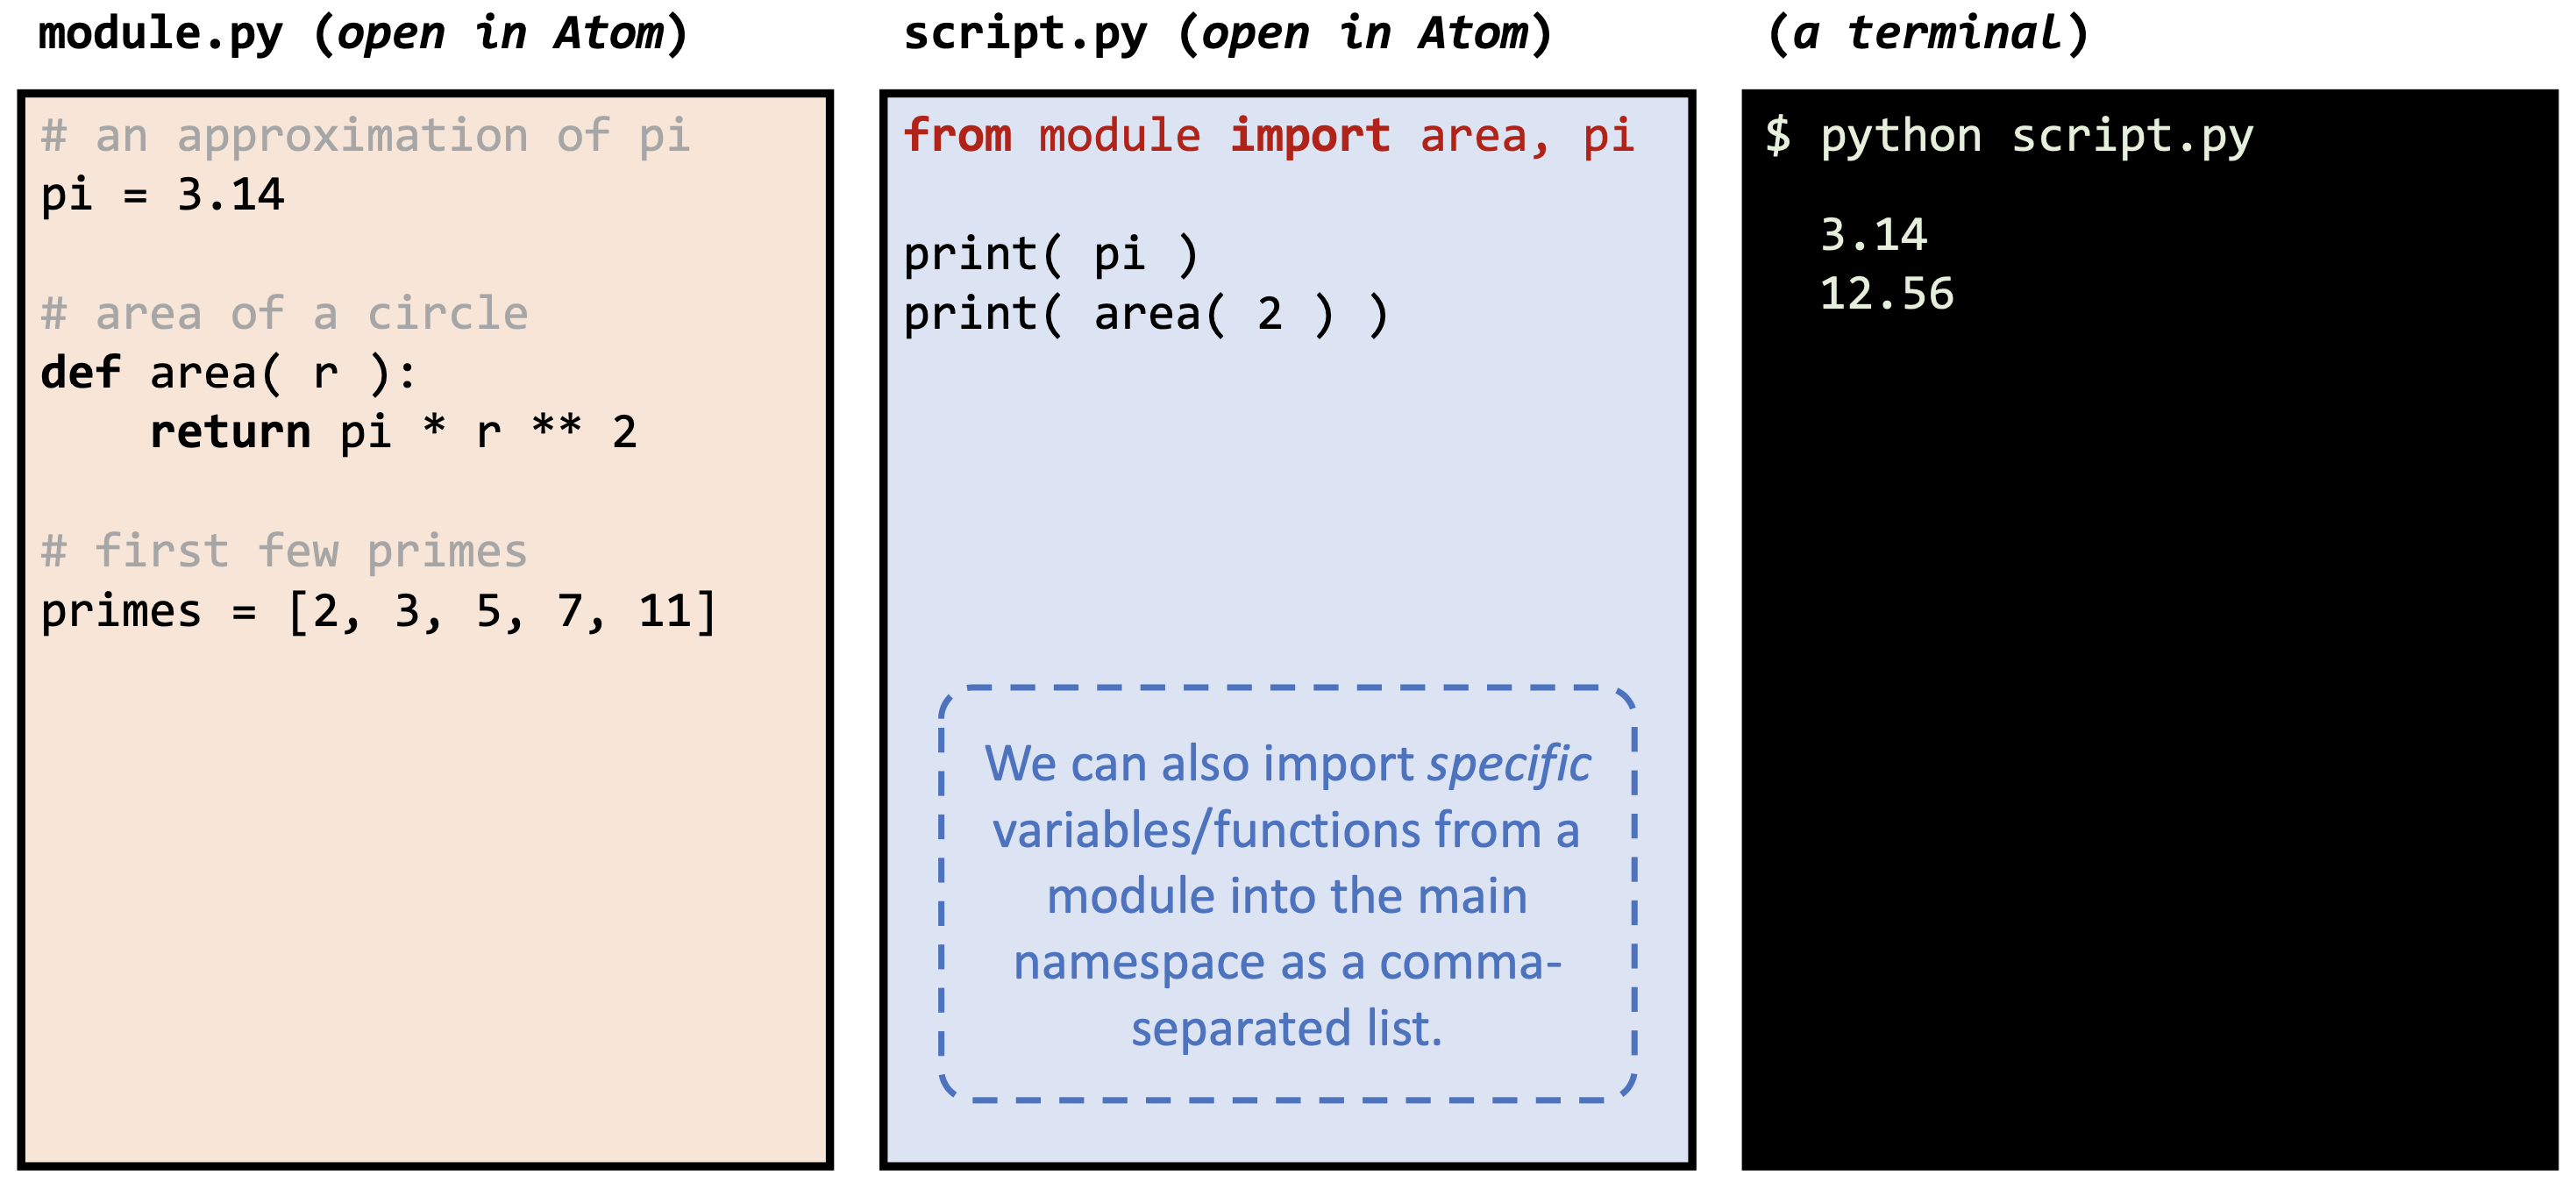 module.py (open in Atom)
# an approximation of pi
pi = 3.14
# area of a circle
def area( r ):
    return pi * r ** 2
# first few primes
primes = [2, 3, 5, 7, 11]
script.py (open in Atom)
from module import area, pi
print( pi )
print( area( 2 ) )
We can also import specific
variables/functions from a
module into the main
namespace as a comma-
separated list.
(a terminal)
$ python script.py
3.14
12.56